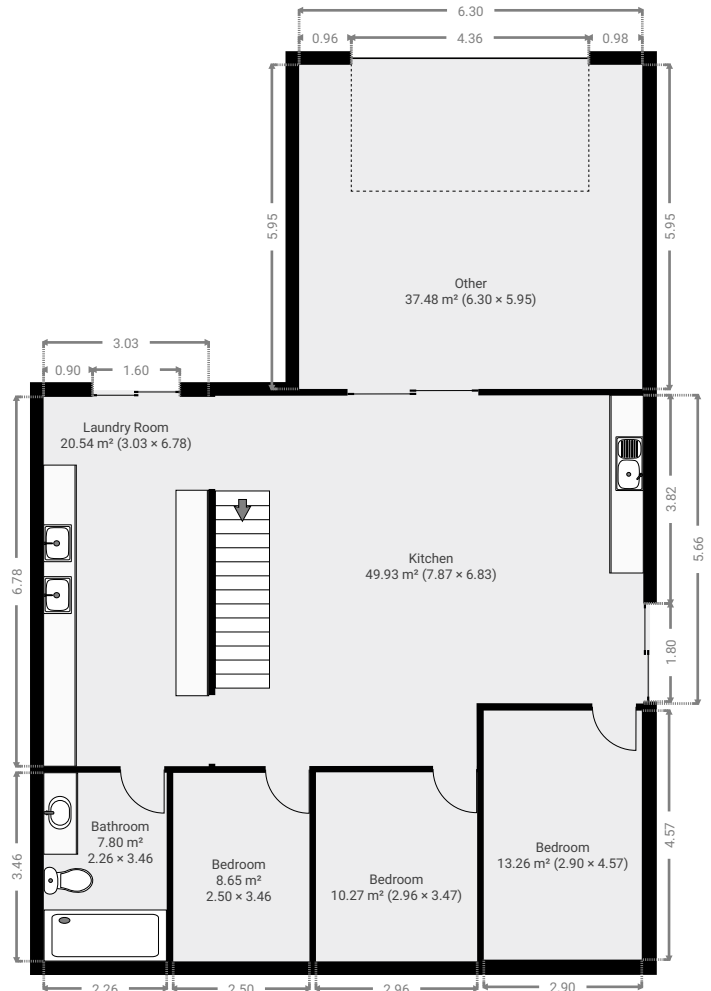 6.30
0.96 4.36 0.98
5.95
5.95
Other
37.48 m² (6.30 × 5.95)
3.03
0.90 1.60
Laundry Room
20.54 m² (3.03 × 6.78)
3.82
5.66
Kitchen
49.93 m² (7.87 × 6.83)
6.78
1.80
Bathroom
7.80 m²
2.26 × 3.46
3.46
Bedroom
8.65 m²
2.50 × 3.46
Bedroom
10.27 m² (2.96 × 3.47)
Bedroom
13.26 m² (2.90 × 4.57)
4.57
2.26 2.50 2.96 2.90